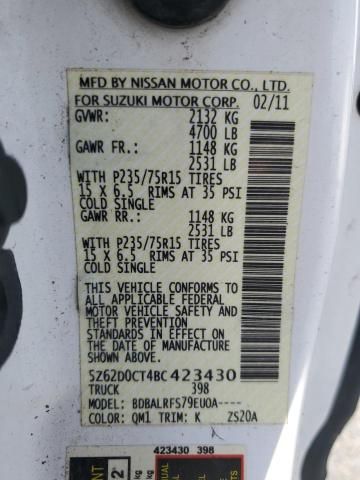 MFD BY NISSAN MOTOR CO., LTD.
FOR SUZUKI MOTOR CORP. 02/11
GVWR: 2132 KG
4700 LB
GAWR FR.: 1148 KG
2531 LB
WITH P235/75R15 TIRES
15 X 6.5 RIMS AT 35 PSI
COLD SINGLE
GAWR RR.: 1148 KG
2531 LB
WITH P235/75R15 TIRES
15 X 6.5 RIMS AT 35 PSI
COLD SINGLE
THIS VEHICLE CONFORMS TO
ALL APPLICABLE FEDERAL
MOTOR VEHICLE SAFETY
STANDARDS IN EFFECT ON
THE DATE OF MANUFACTURE
SHOWN ABOVE.
5Z62D0CT4BC423430
TRUCK 398
MODEL: BDBALRFS79EU0A----
COLOR: QM1 TRIM: K ZS20A
423430 398